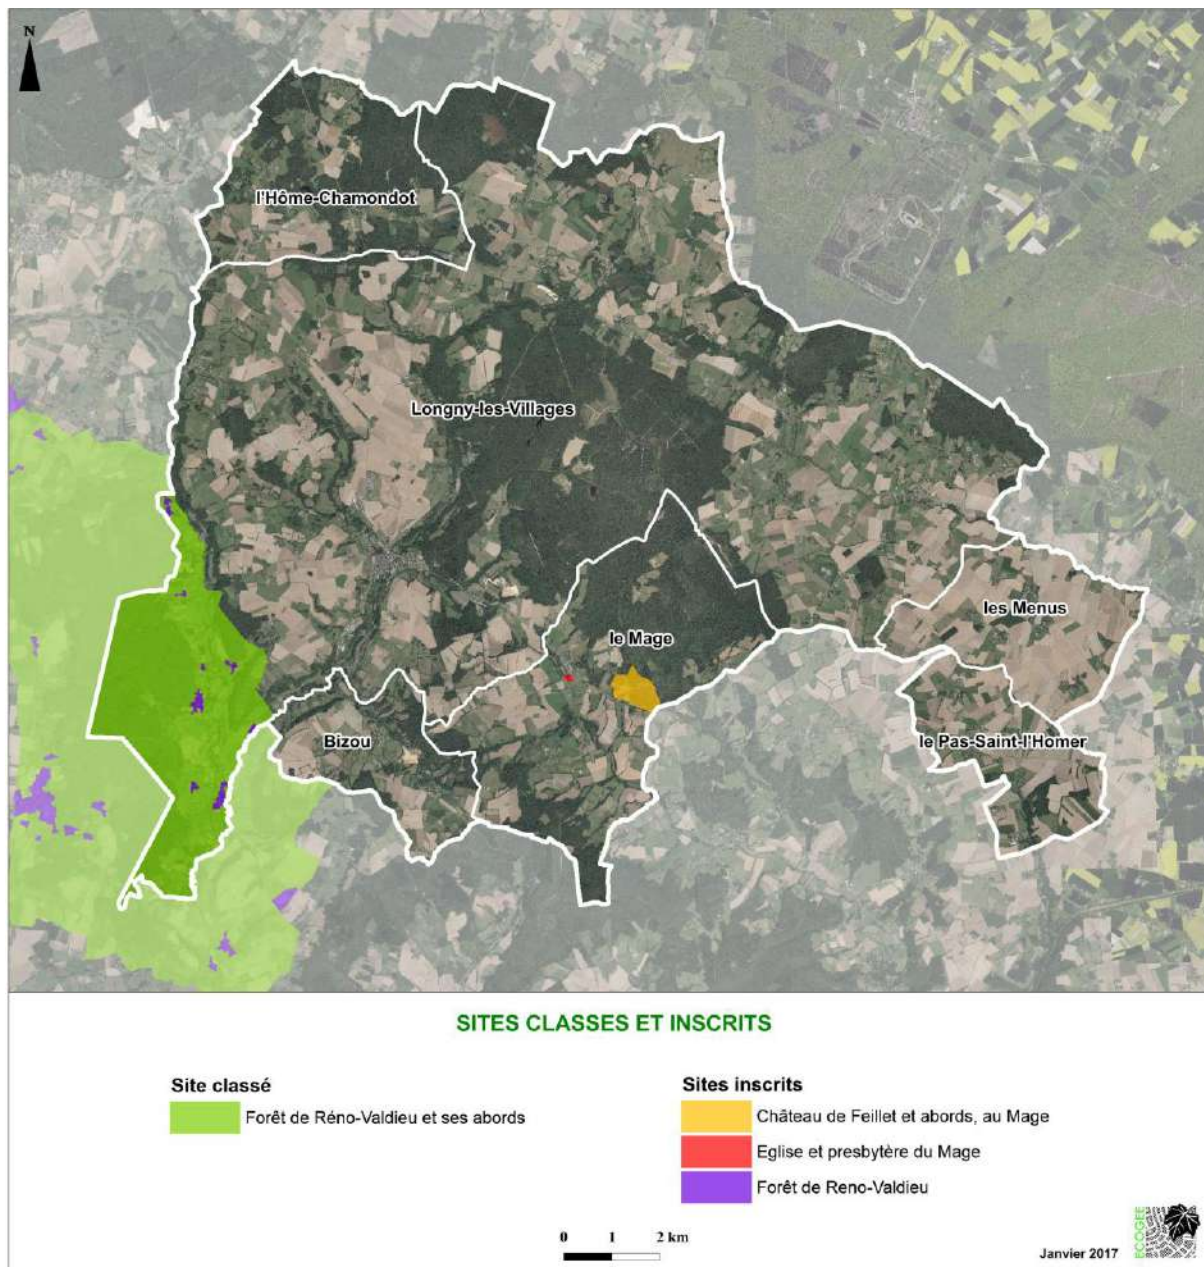 N
l'Hôme-Chamondot
Longny-les-Villages
les Menus
le Mage
Bizou
le Pas-Saint-l'Homer
SITES CLASSES ET INSCRITS
Site classé
Forêt de Réno-Valdieu et ses abords
Sites inscrits
Château de Feillet et abords, au Mage
Eglise et presbytère du Mage
Forêt de Reno-Valdieu
0 1 2 km
Janvier 2017
ECOGEE